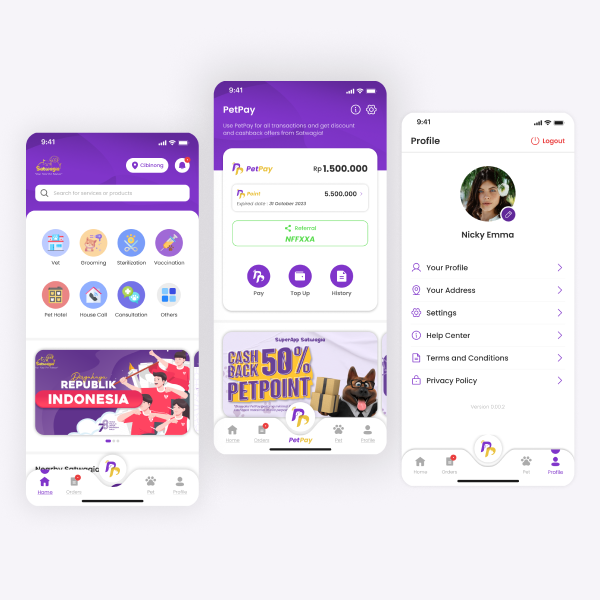 9:41
Satwagia
Cibinong
Search for services or products
Vet
Grooming
Sterilization
Vaccination
Pet Hotel
House Call
Consultation
Others
Satwagia
Dirgahayu
REPUBLIK
INDONESIA
78
Nearby Satwagia
Home
Orders
Pet
Profile
9:41
PetPay
Use PetPay for all transactions and get discount
and cashback offers from Satwagia!
PetPay
Rp 1.500.000
Point
5.500.000
Expired date : 31 October 2023
Referral
NFFXXA
Pay
Top Up
History
SuperApp Satwagia
CASH
BACK
50%
PETPOINT
Home
Orders
PetPay
Pet
Profile
9:41
Profile
Logout
Nicky Emma
Your Profile
Your Address
Settings
Help Center
Terms and Conditions
Privacy Policy
Home
Orders
Pet
Profile